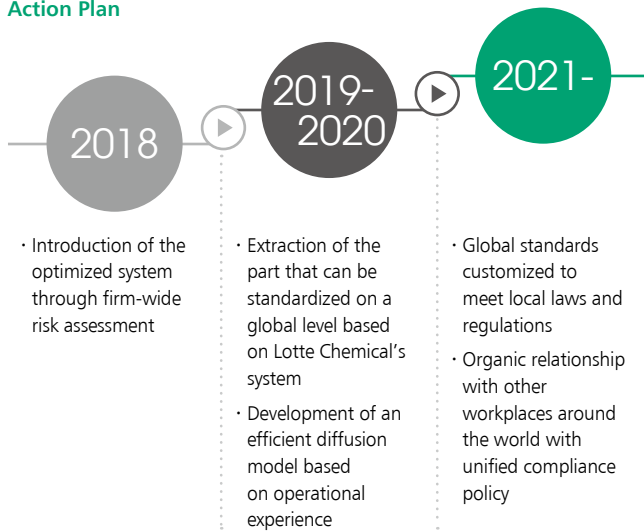 Action Plan
2018
2019-
2020
2021-
· Introduction of the
optimized system
through firm-wide
risk assessment
· Extraction of the
part that can be
standardized on a
global level based
on Lotte Chemical’s
system
· Development of an
efficient diffusion
model based
on operational
experience
· Global standards
customized to
meet local laws and
regulations
· Organic relationship
with other
workplaces around
the world with
unified compliance
policy